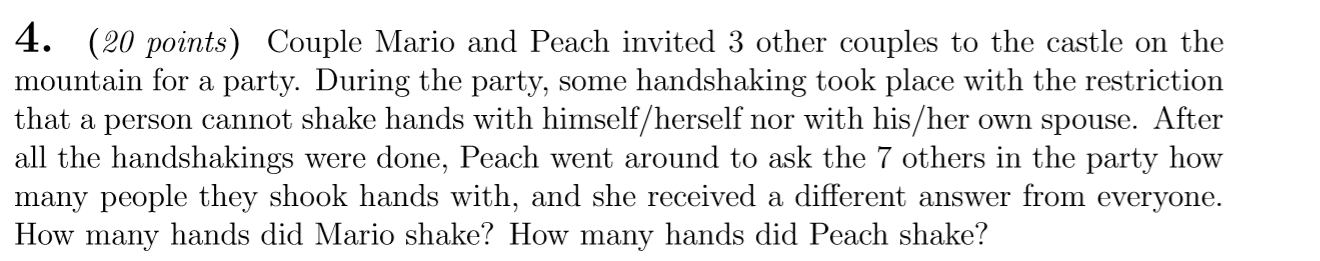 4. (20 points) Couple Mario and Peach invited 3 other couples to the castle on the
mountain for a party. During the party, some handshaking took place with the restriction
that a person cannot shake hands with himself/herself nor with his/her own spouse. After
all the handshakings were done, Peach went around to ask the 7 others in the party how
many people they shook hands with, and she received a different answer from everyone.
How many hands did Mario shake? How many hands did Peach shake?